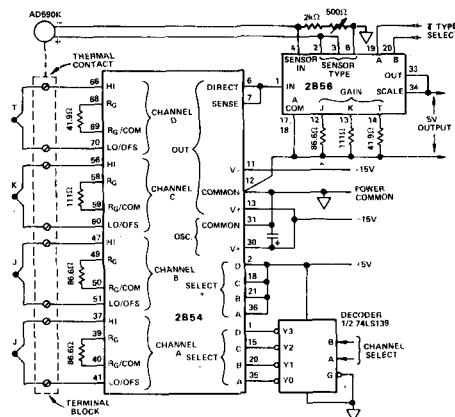 AD590K
2kΩ
500Ω
TYPE
SELECT
THERMAL
CONTACT
4
2
3
6
19
20
SENSOR
IN
SENSOR
TYPE
A
B
2B56
OUT
33
SCALE
34
5V
OUTPUT
1
IN
A
COM
GAIN
J
K
T
17
18
12
13
14
86.6Ω
111Ω
41.9Ω
T
66
HI
68
RG
41.9Ω
69
RG/COM
70
LO/OFS
CHANNEL
D
DIRECT
SENSE
6
7
OUT
K
56
HI
58
RG
111Ω
59
RG/COM
60
LO/OFS
CHANNEL
C
V-
11
-15V
12
COMMON
POWER
COMMON
V+
13
OSC.
COMMON
31
V+
30
J
47
HI
49
RG
86.6Ω
50
RG/COM
51
LO/OFS
CHANNEL
B
SELECT
+
D
2
+5V
C
18
B
21
A
36
2B54
J
37
HI
39
RG
86.6Ω
40
RG/COM
41
LO/OFS
CHANNEL
A
SELECT
-
D
1
C
15
B
20
A
35
DECODER
1/2 74LS139
Y3
Y2
Y1
Y0
B
A
G
CHANNEL
SELECT
TERMINAL
BLOCK